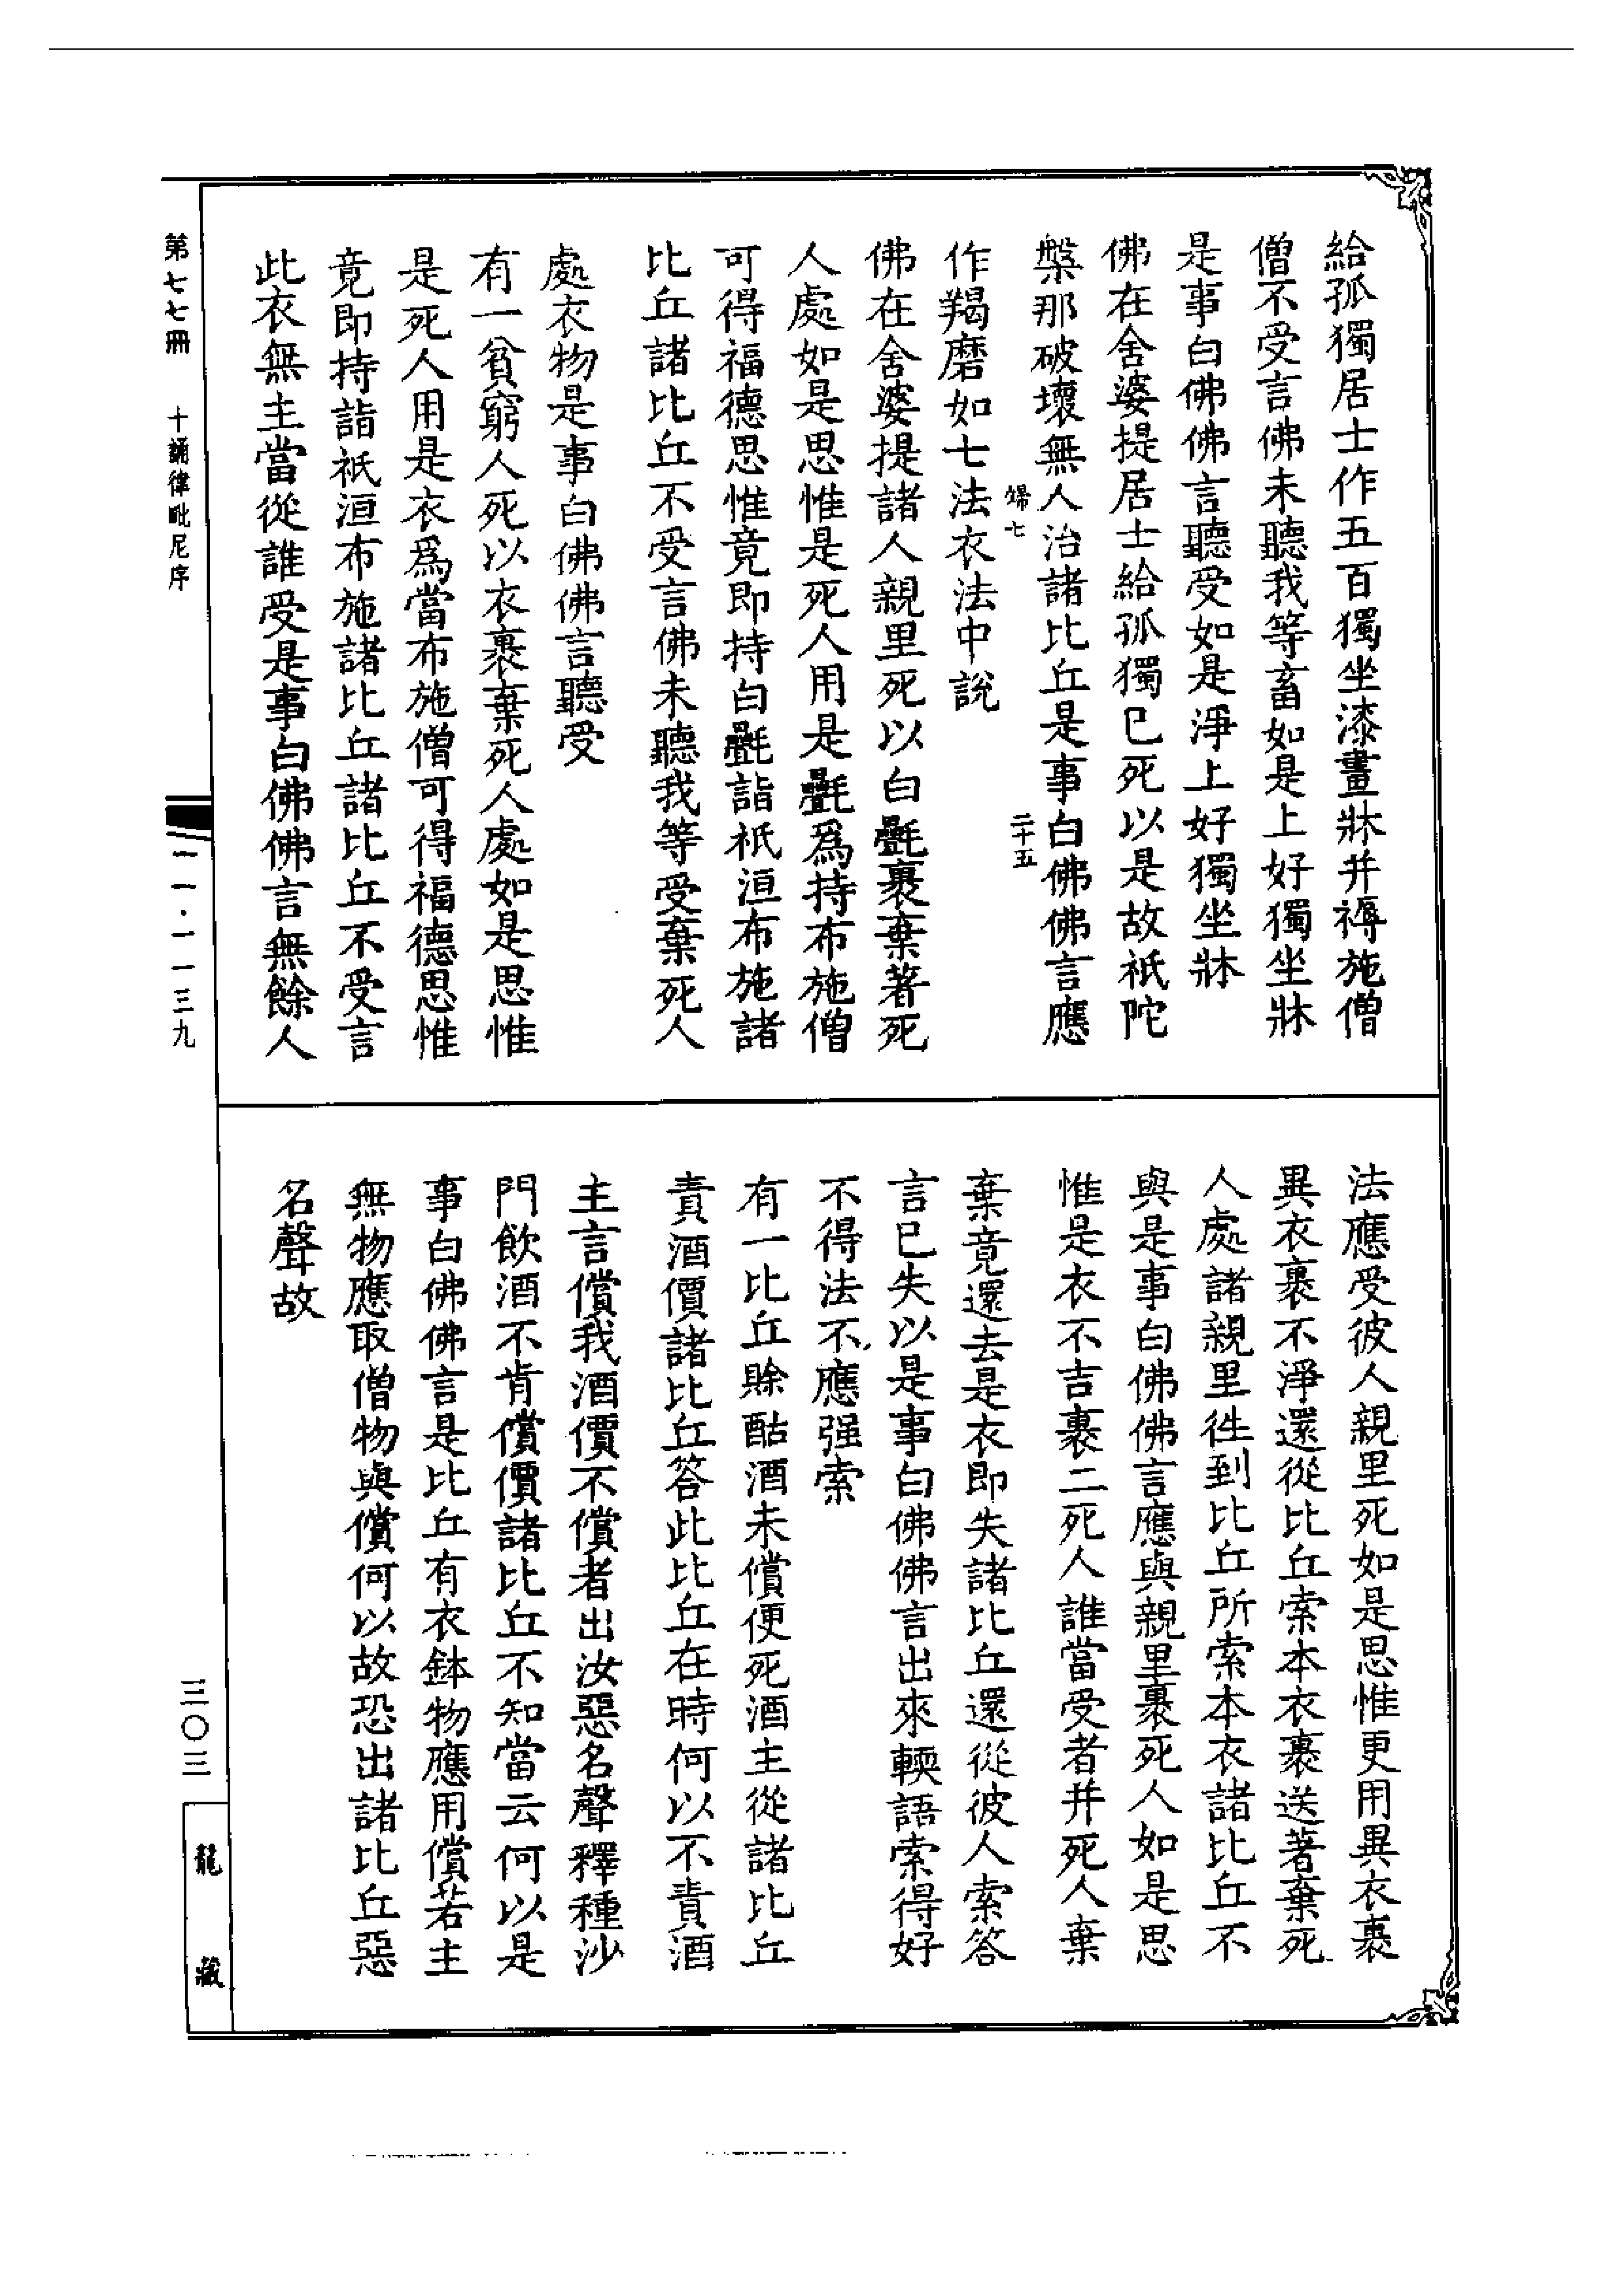 給孤獨居士作五百獨坐漆畫牀并褥施僧
僧不受言佛未聽我等畜如是上好獨坐牀
是事白佛佛言聽受如是淨上好獨坐牀
佛在舍婆提居士給孤獨已死以是故祇陀
槃那破壞無人治諸比丘是事白佛佛言應
婦七
二十五
作羯磨如七法衣法中說
佛在舍婆提諸人親里死以白㲲裹棄著死
人處如是思惟是死人用是㲲爲持布施僧
可得福德思惟竟即持白㲲詣祇洹布施諸
比丘諸比丘不受言佛未聽我等受棄死人
處衣物是事白佛佛言聽受
有一貧窮人死以衣裹棄死人處如是思惟
是死人用是衣爲當布施僧可得福德思惟
竟即持詣祇洹布施諸比丘諸比丘不受言
此衣無主當從誰受是事白佛佛言無餘人
法應受彼人親里死如是思惟更用異衣裹
異衣裹不淨還從比丘索本衣裹送著棄死
人處諸親里徃到比丘所索本衣諸比丘不
與是事白佛佛言應與親里裹死人如是思
惟是衣不吉裹二死人誰當受者并死人棄
棄竟還去是衣即失諸比丘還從彼人索答
言已失以是事白佛佛言出來輭語索得好
不得法不應强索
有一比丘賒酤酒未償便死酒主從諸比丘
責酒價諸比丘答此比丘在時何以不責酒
主言償我酒價不償者出汝惡名聲釋種沙
門飲酒不肯償價諸比丘不知當云何以是
事白佛佛言是比丘有衣鉢物應用償若主
無物應取僧物與償何以故恐出諸比丘惡
名聲故
第七七冊　十誦律毗尼序
一一·一一三九
三〇三
龍藏